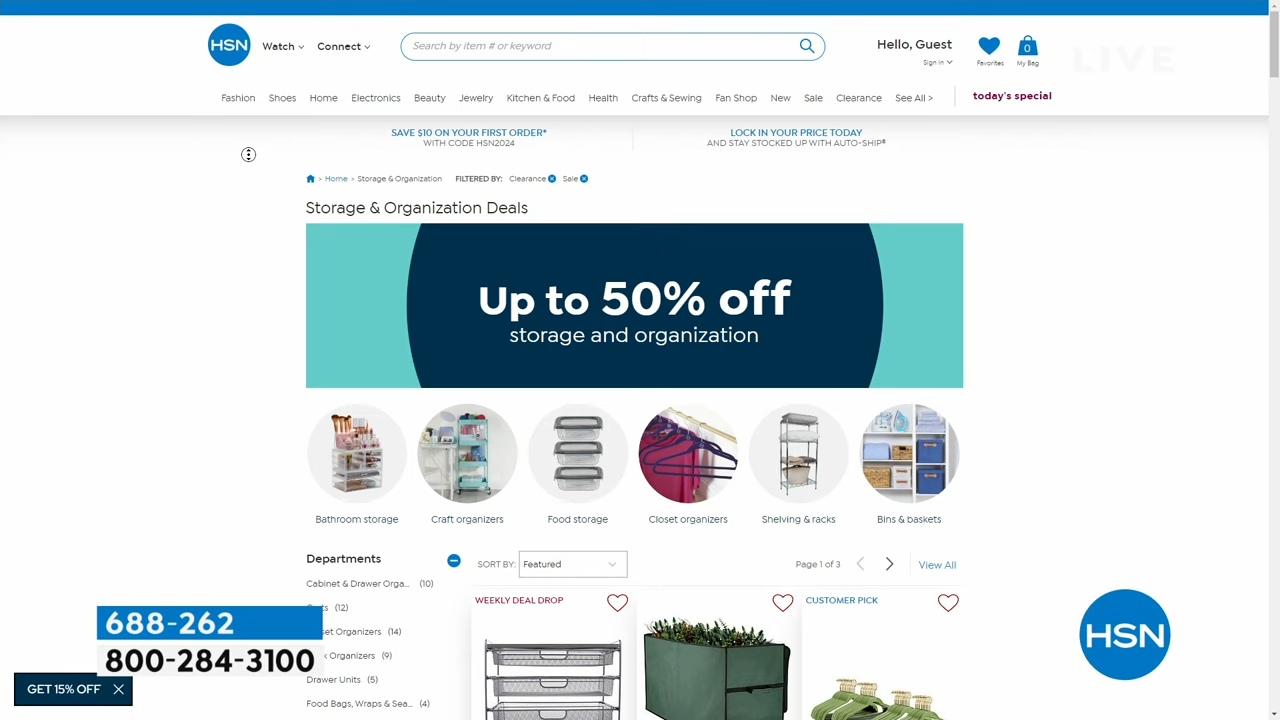 HSN
Watch
Connect
Search by item # or keyword
Hello, Guest
Sign In
Favorites
0
My Bag
LIVE
Fashion
Shoes
Home
Electronics
Beauty
Jewelry
Kitchen & Food
Health
Crafts & Sewing
Fan Shop
New
Sale
Clearance
See All >
today's special
SAVE $10 ON YOUR FIRST ORDER*
WITH CODE HSN2024
LOCK IN YOUR PRICE TODAY
AND STAY STOCKED UP WITH AUTO-SHIP®
> Home > Storage & Organization
FILTERED BY: Clearance Sale
Storage & Organization Deals
Up to 50% off
storage and organization
Bathroom storage
Craft organizers
Food storage
Closet organizers
Shelving & racks
Bins & baskets
Departments
SORT BY: Featured
Page 1 of 3
View All
Cabinet & Drawer Orga... (10)
(12)
Organizers (14)
Organizers (9)
Drawer Units (5)
Food Bags, Wraps & Sea... (4)
WEEKLY DEAL DROP
CUSTOMER PICK
688-262
800-284-3100
GET 15% OFF
HSN